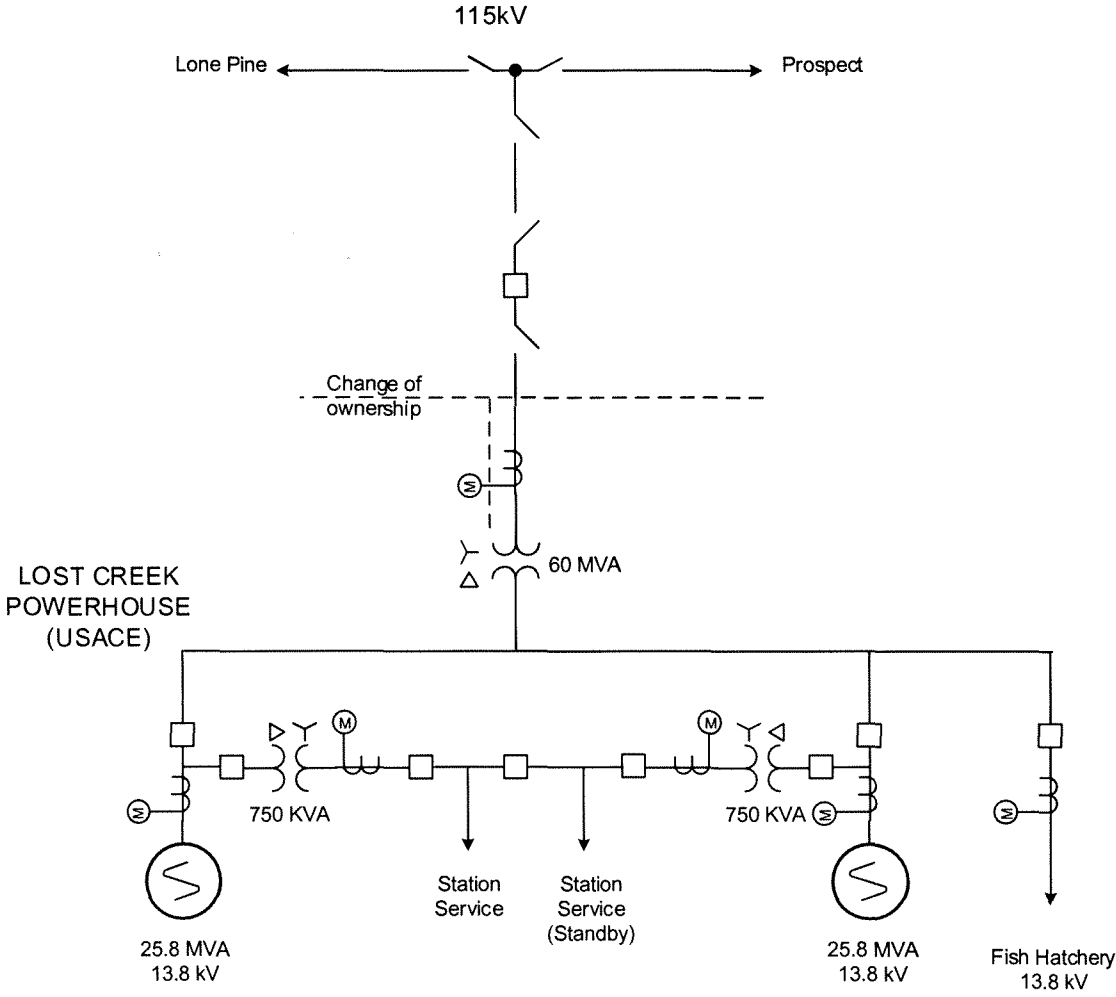 115kV
Lone Pine
Prospect
Change of
ownership
M
60 MVA
LOST CREEK
POWERHOUSE
(USACE)
M
M
750 KVA
750 KVA
M
M
M
Station
Service
Station
Service
(Standby)
25.8 MVA
13.8 kV
25.8 MVA
13.8 kV
Fish Hatchery
13.8 kV